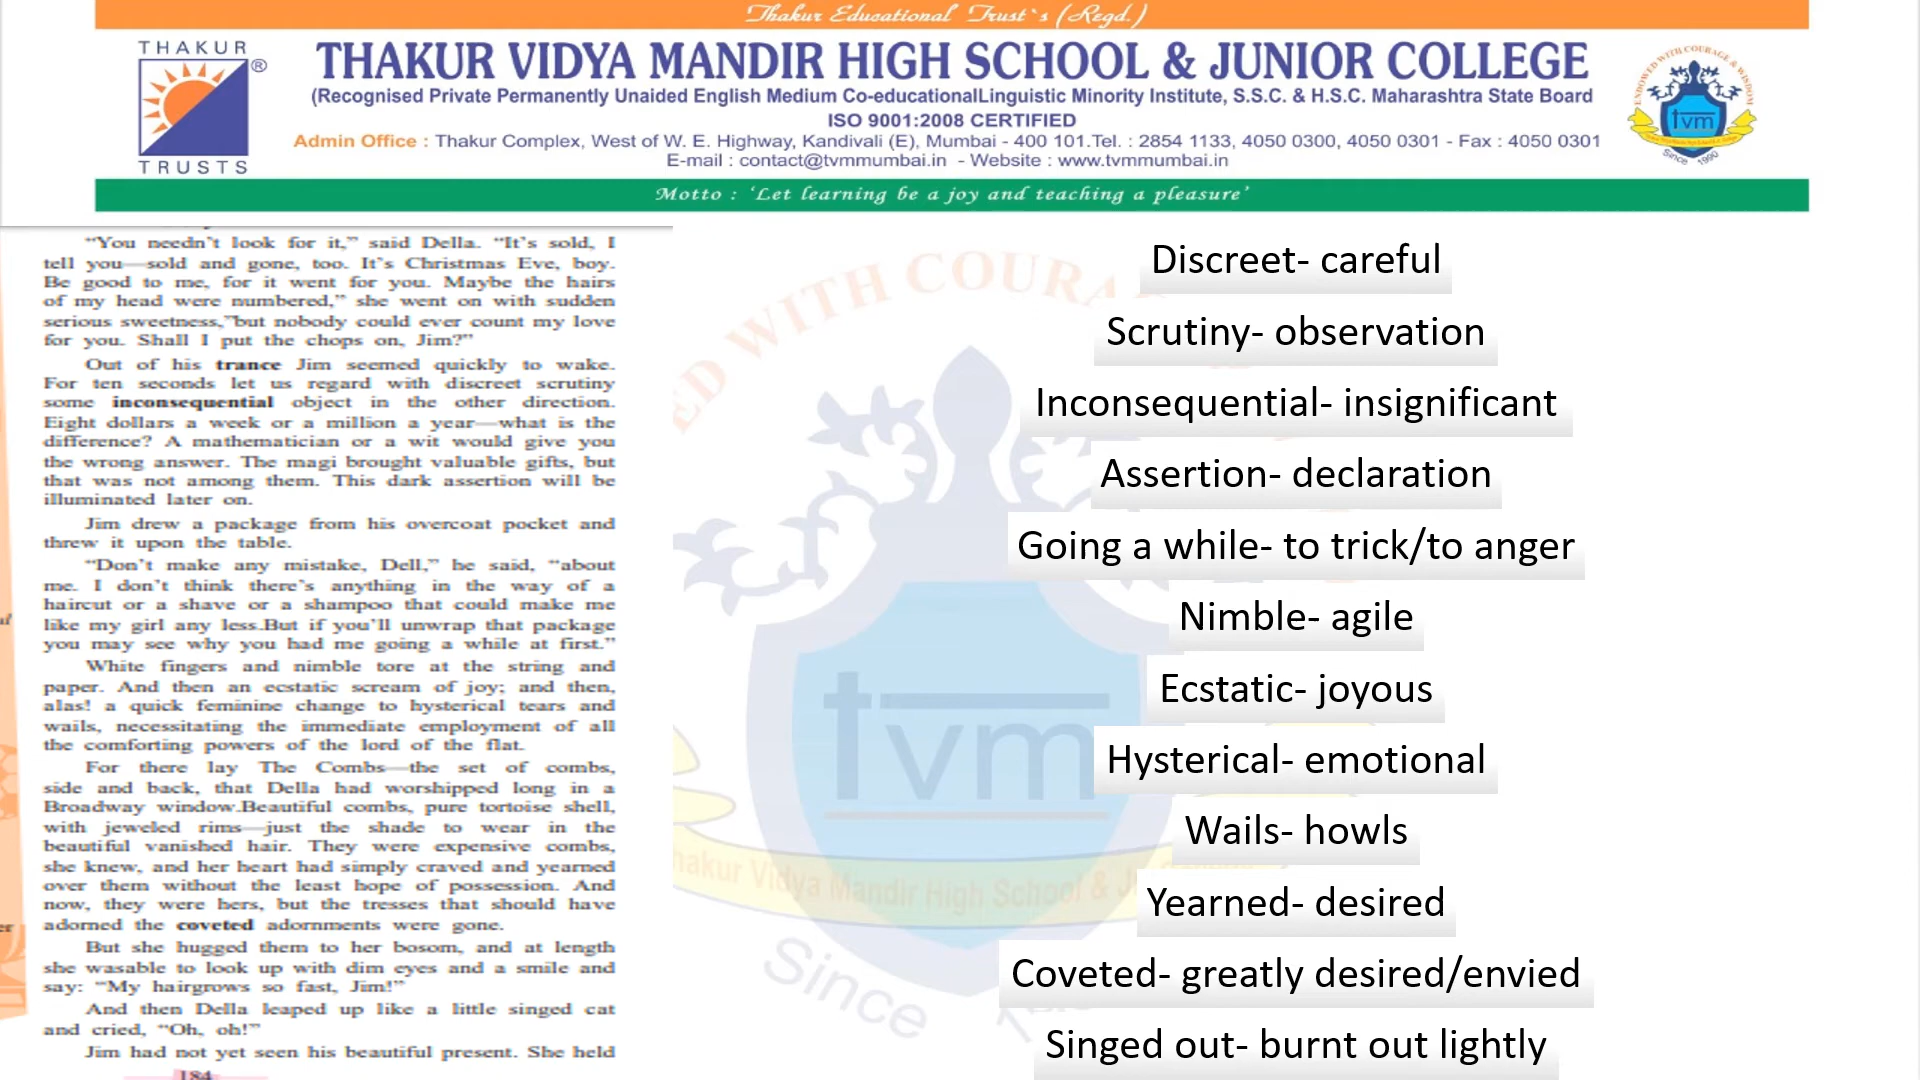 Thakur Educational Trust`s (Regd.)
THAKUR
TRUSTS
®
THAKUR VIDYA MANDIR HIGH SCHOOL & JUNIOR COLLEGE
(Recognised Private Permanently Unaided English Medium Co-educationalLinguistic Minority Institute, S.S.C. & H.S.C. Maharashtra State Board
ISO 9001:2008 CERTIFIED
Admin Office : Thakur Complex, West of W. E. Highway, Kandivali (E), Mumbai - 400 101.Tel. : 2854 1133, 4050 0300, 4050 0301 - Fax : 4050 0301
E-mail : contact@tvmmumbai.in - Website : www.tvmmumbai.in
ENDOWED WITH COURAGE & WISDOM
tvm
Since 1990
Motto : ‘Let learning be a joy and teaching a pleasure’
“You needn’t look for it,” said Della. “It’s sold, I
tell you—sold and gone, too. It’s Christmas Eve, boy.
Be good to me, for it went for you. Maybe the hairs
of my head were numbered,” she went on with sudden
serious sweetness,”but nobody could ever count my love
for you. Shall I put the chops on, Jim?”
Out of his trance Jim seemed quickly to wake.
For ten seconds let us regard with discreet scrutiny
some inconsequential object in the other direction.
Eight dollars a week or a million a year—what is the
difference? A mathematician or a wit would give you
the wrong answer. The magi brought valuable gifts, but
that was not among them. This dark assertion will be
illuminated later on.
Jim drew a package from his overcoat pocket and
threw it upon the table.
“Don’t make any mistake, Dell,” he said, “about
me. I don’t think there’s anything in the way of a
haircut or a shave or a shampoo that could make me
like my girl any less.But if you’ll unwrap that package
you may see why you had me going a while at first.”
White fingers and nimble tore at the string and
paper. And then an ecstatic scream of joy; and then,
alas! a quick feminine change to hysterical tears and
wails, necessitating the immediate employment of all
the comforting powers of the lord of the flat.
For there lay The Combs—the set of combs,
side and back, that Della had worshipped long in a
Broadway window.Beautiful combs, pure tortoise shell,
with jeweled rims—just the shade to wear in the
beautiful vanished hair. They were expensive combs,
she knew, and her heart had simply craved and yearned
over them without the least hope of possession. And
now, they were hers, but the tresses that should have
adorned the coveted adornments were gone.
But she hugged them to her bosom, and at length
she wasable to look up with dim eyes and a smile and
say: “My hairgrows so fast, Jim!”
And then Della leaped up like a little singed cat
and cried, “Oh, oh!”
Jim had not yet seen his beautiful present. She held
184
Discreet- careful
Scrutiny- observation
Inconsequential- insignificant
Assertion- declaration
Going a while- to trick/to anger
Nimble- agile
Ecstatic- joyous
Hysterical- emotional
Wails- howls
Yearned- desired
Coveted- greatly desired/envied
Singed out- burnt out lightly
WITH COURA
tvm
Thakur Vidya Mandir High School &
Since